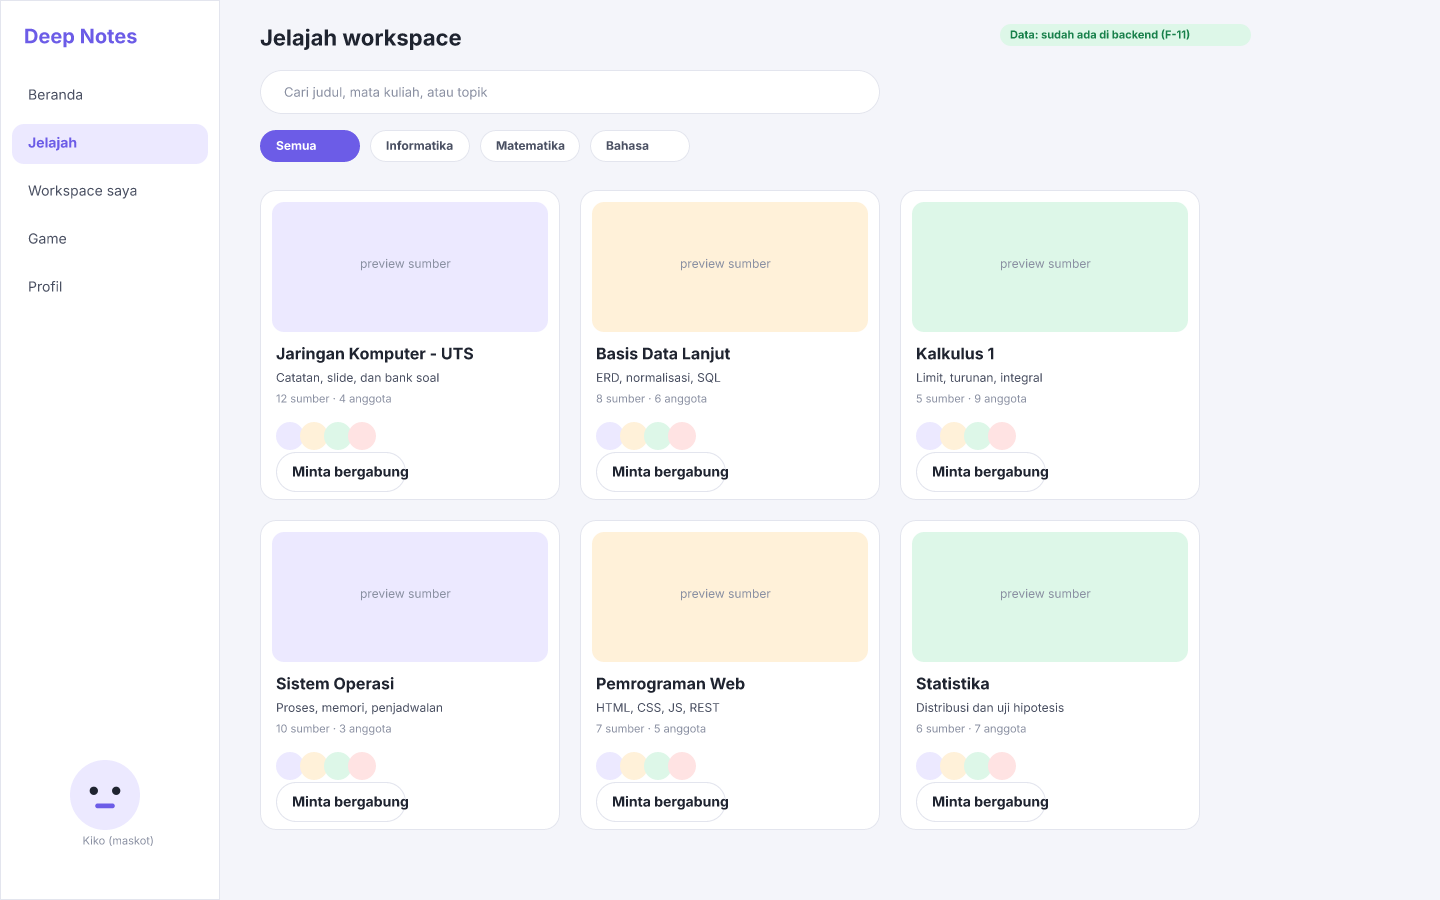 Deep Notes
Beranda
Jelajah
Workspace saya
Game
Profil
Kiko (maskot)
Jelajah workspace
Data: sudah ada di backend (F-11)
Cari judul, mata kuliah, atau topik
Semua
Informatika
Matematika
Bahasa
preview sumber
Jaringan Komputer - UTS
Catatan, slide, dan bank soal
12 sumber · 4 anggota
Minta bergabung
preview sumber
Basis Data Lanjut
ERD, normalisasi, SQL
8 sumber · 6 anggota
Minta bergabung
preview sumber
Kalkulus 1
Limit, turunan, integral
5 sumber · 9 anggota
Minta bergabung
preview sumber
Sistem Operasi
Proses, memori, penjadwalan
10 sumber · 3 anggota
Minta bergabung
preview sumber
Pemrograman Web
HTML, CSS, JS, REST
7 sumber · 5 anggota
Minta bergabung
preview sumber
Statistika
Distribusi dan uji hipotesis
6 sumber · 7 anggota
Minta bergabung